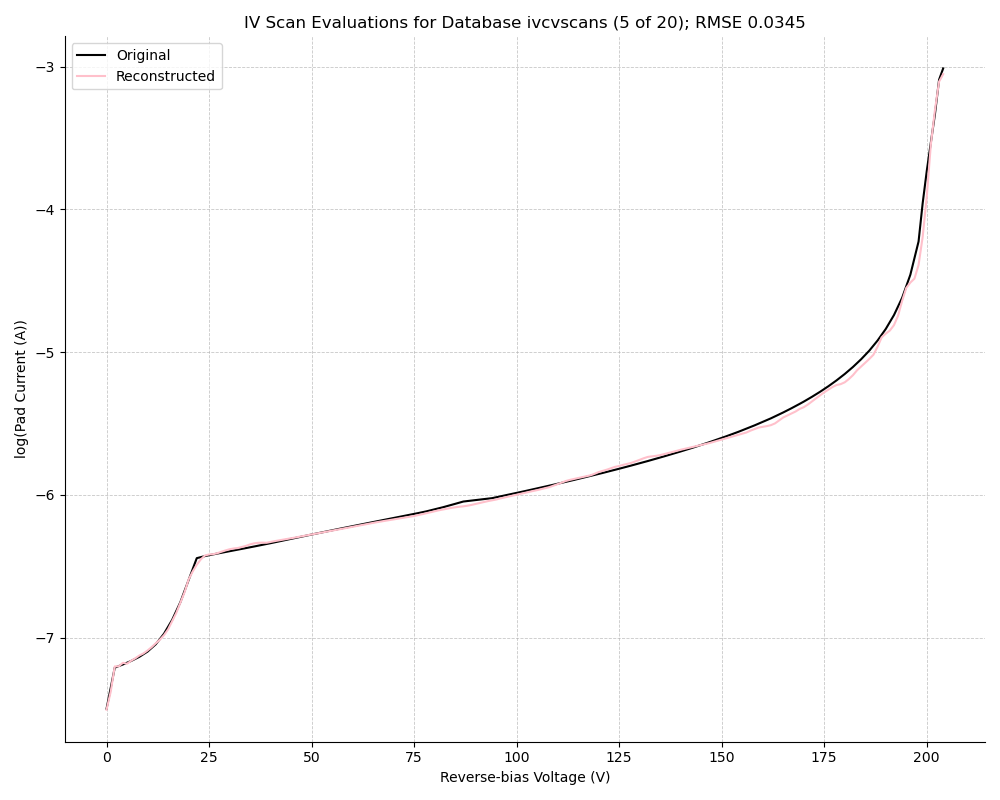 IV Scan Evaluations for Database ivcvscans (5 of 20); RMSE 0.0345
Original
Reconstructed
−3
−4
−5
−6
−7
log(Pad Current (A))
0
25
50
75
100
125
150
175
200
Reverse-bias Voltage (V)